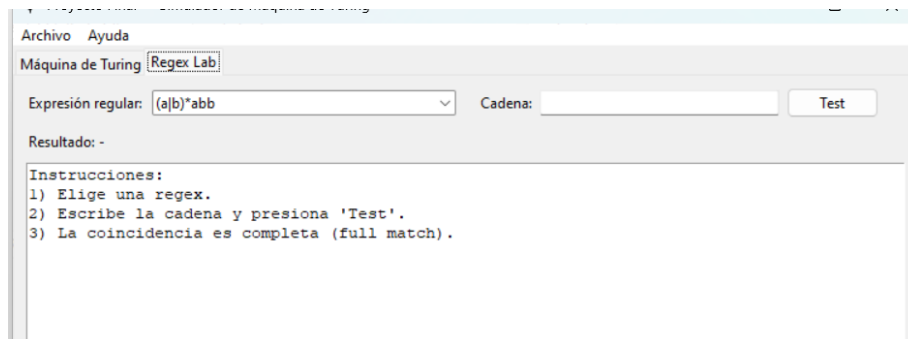 Archivo Ayuda
Máquina de Turing Regex Lab
Expresión regular: (a|b)*abb Cadena: Test
Resultado: -
Instrucciones:
1) Elige una regex.
2) Escribe la cadena y presiona 'Test'.
3) La coincidencia es completa (full match).